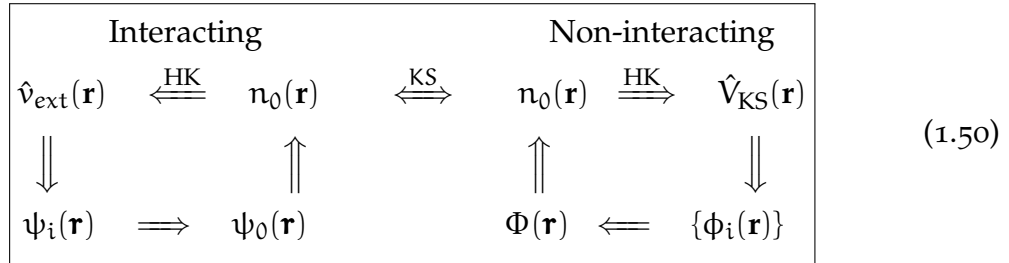 Interacting Non-interacting
v̂ext(r) ⟸HK n0(r) ⟺KS n0(r) ⟹HK V̂KS(r)
⇓ ⇑ ⇑ ⇓
ψi(r) ⟹ ψ0(r) Φ(r) ⟸ {ϕi(r)}
(1.50)